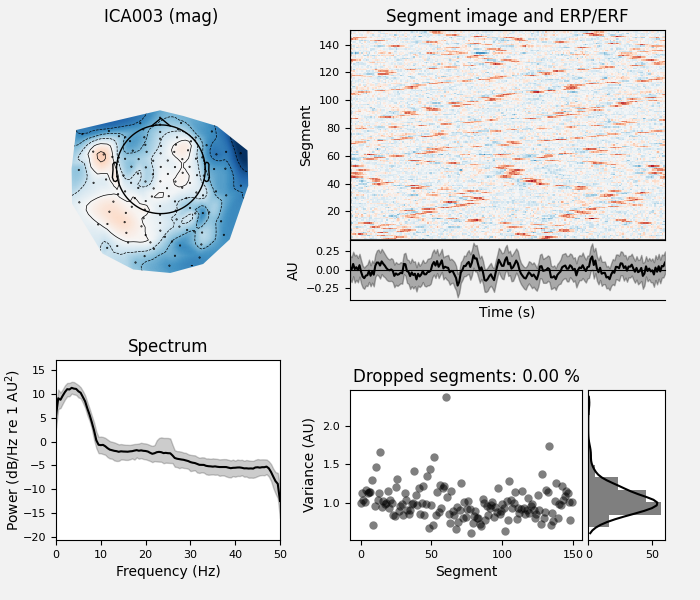 ICA003 (mag)
Segment image and ERP/ERF
Segment
140
120
100
80
60
40
20
AU
0.25
0.00
−0.25
Time (s)
Spectrum
Power (dB/Hz re 1 AU²)
15
10
5
0
−5
−10
−15
−20
0 10 20 30 40 50
Frequency (Hz)
Dropped segments: 0.00 %
Variance (AU)
2.0
1.5
1.0
0 50 100 150
Segment
0 50